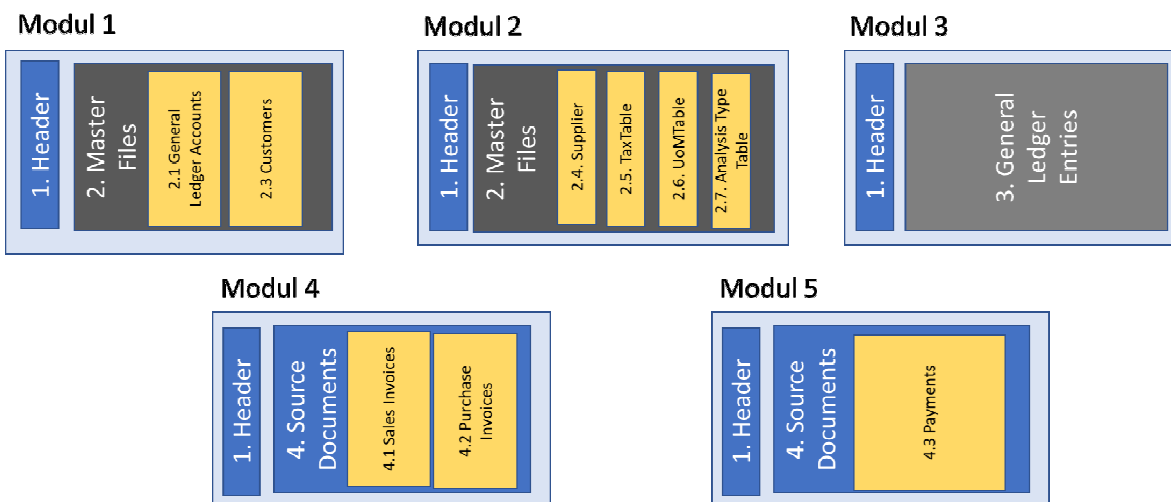 Modul 1
1. Header
2. Master
Files
2.1 General
Ledger Accounts
2.3 Customers
Modul 2
1. Header
2. Master
Files
2.4. Supplier
2.5. TaxTable
2.6. UoMTable
2.7. Analysis Type
Table
Modul 3
1. Header
3. General
Ledger
Entries
Modul 4
1. Header
4. Source
Documents
4.1 Sales Invoices
4.2 Purchase
Invoices
Modul 5
1. Header
4. Source
Documents
4.3 Payments